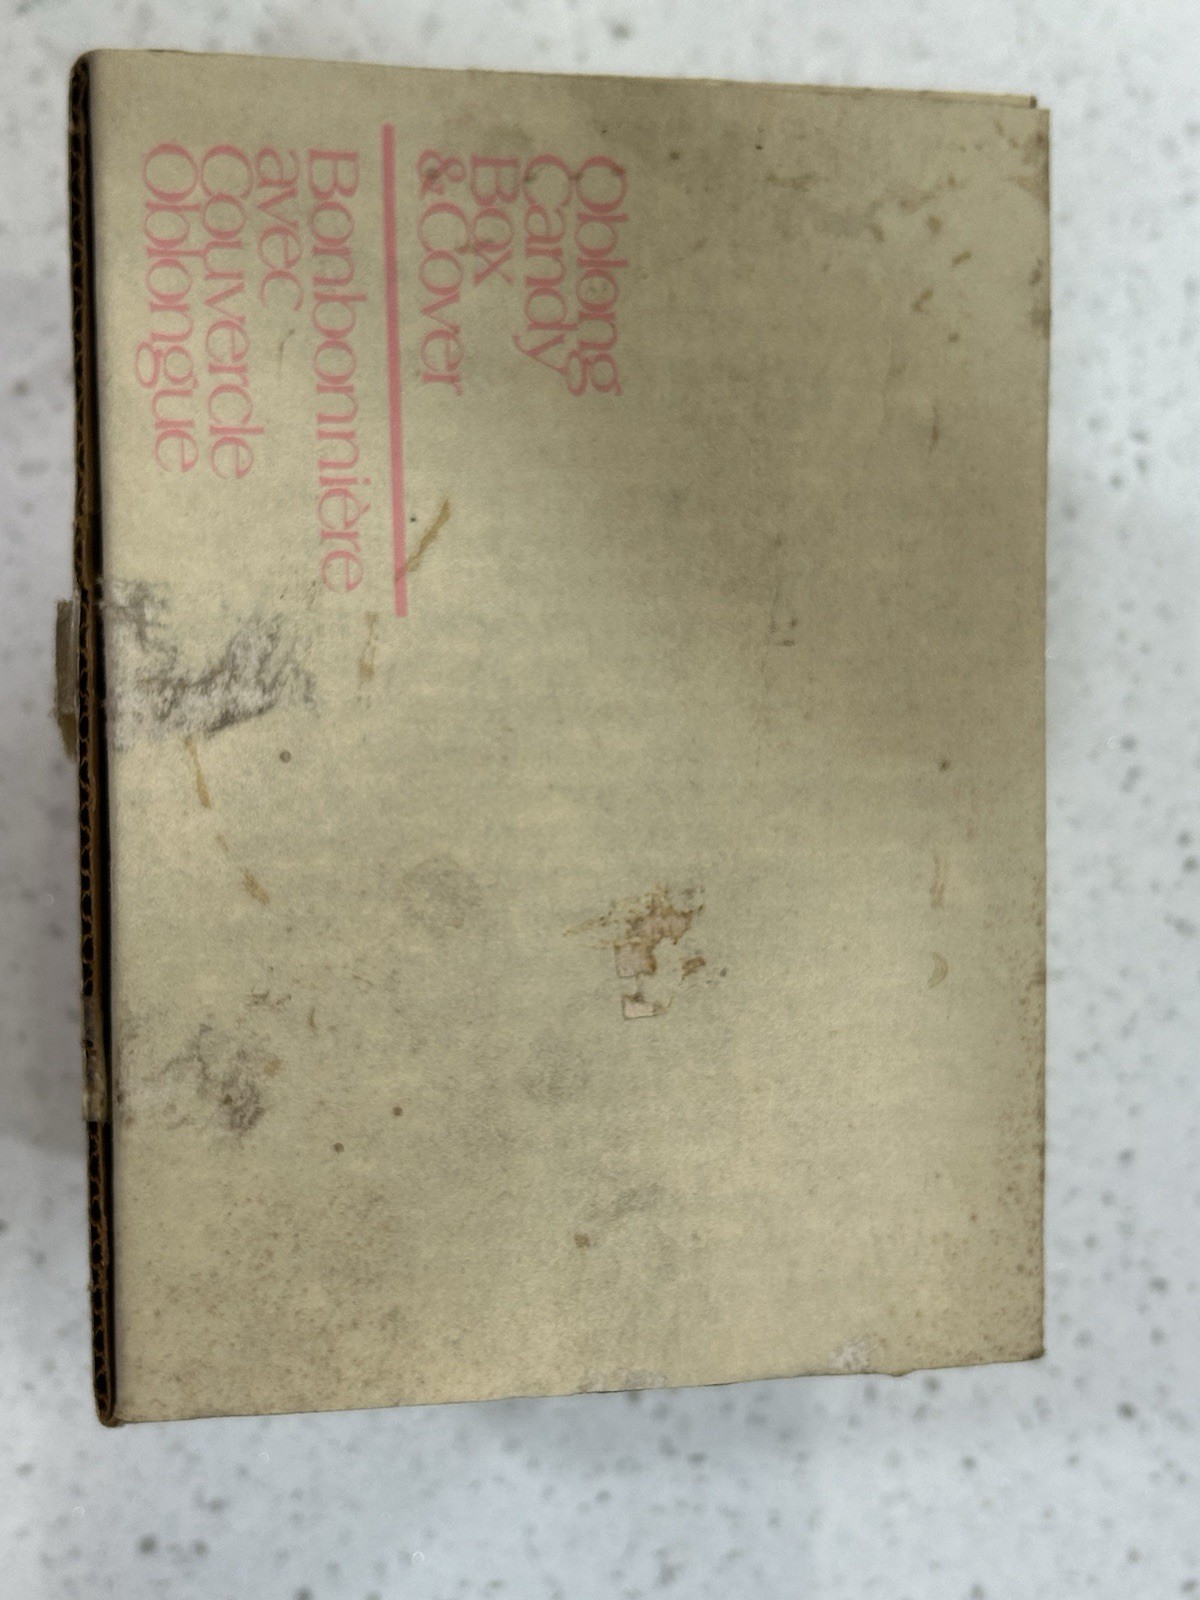 Oblong
Candy
Box
& Cover
Bonbonnière
avec
Couvercle
Oblongue